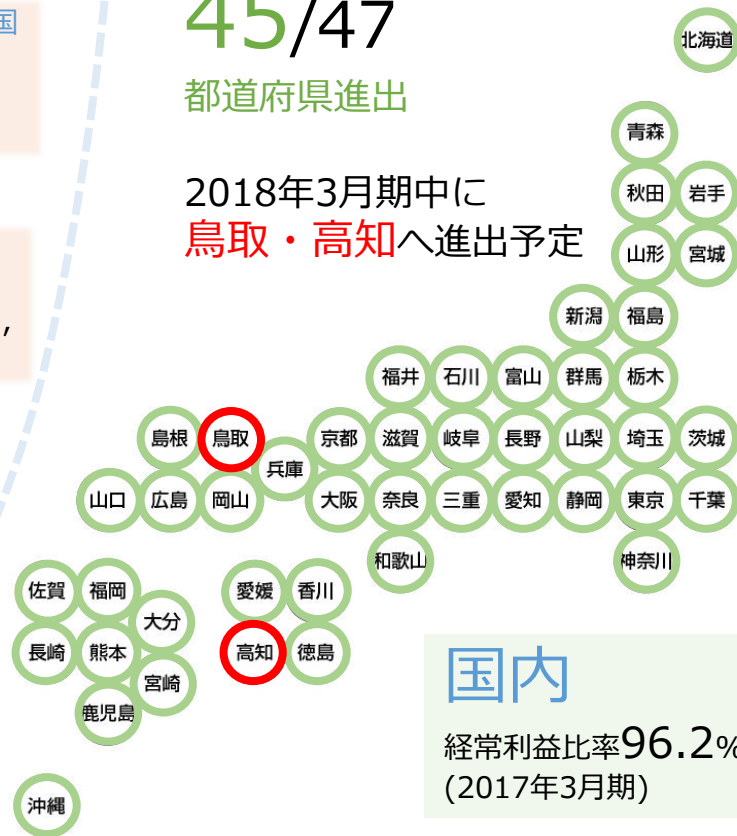 国
,
45/47
都道府県進出
2018年3月期中に
鳥取・高知へ進出予定
北海道
青森
秋田 岩手
山形 宮城
新潟 福島
福井 石川 富山 群馬 栃木
島根 鳥取 兵庫 京都 滋賀 岐阜 長野 山梨 埼玉 茨城
山口 広島 岡山 大阪 奈良 三重 愛知 静岡 東京 千葉
和歌山 神奈川
佐賀 福岡 大分 愛媛 香川
長崎 熊本 宮崎 高知 徳島
鹿児島
沖縄
国内
経常利益比率96.2%
(2017年3月期)